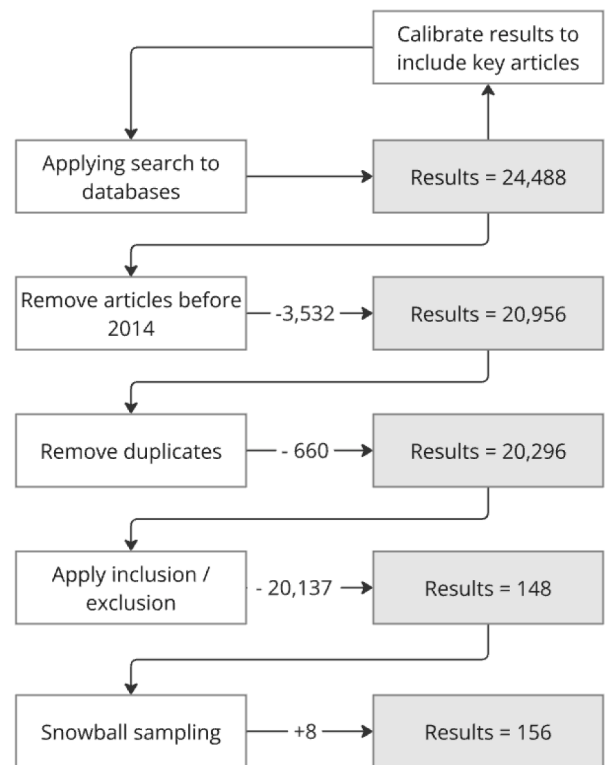 Calibrate results to
include key articles
Applying search to
databases
Results = 24,488
Remove articles before
2014
-3,532
Results = 20,956
Remove duplicates
- 660
Results = 20,296
Apply inclusion /
exclusion
- 20,137
Results = 148
Snowball sampling
+8
Results = 156